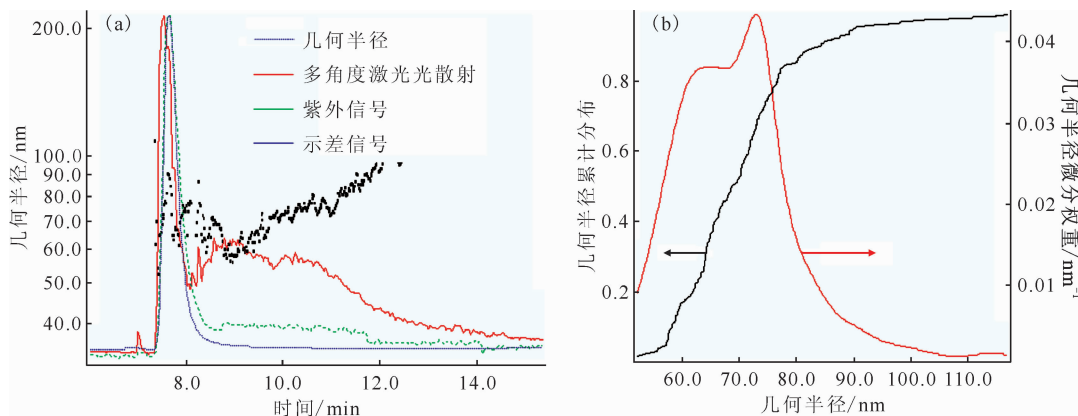 (a)
200.0
100.0
90.0
80.0
70.0
60.0
50.0
40.0
几何半径/nm
几何半径
多角度激光光散射
紫外信号
示差信号
8.0 10.0 12.0 14.0
时间/min
(b)
0.8
0.6
0.4
0.2
几何半径累计分布
0.04
0.03
0.02
0.01
几何半径微分权重/nm⁻¹
60.0 70.0 80.0 90.0 100.0 110.0
几何半径/nm